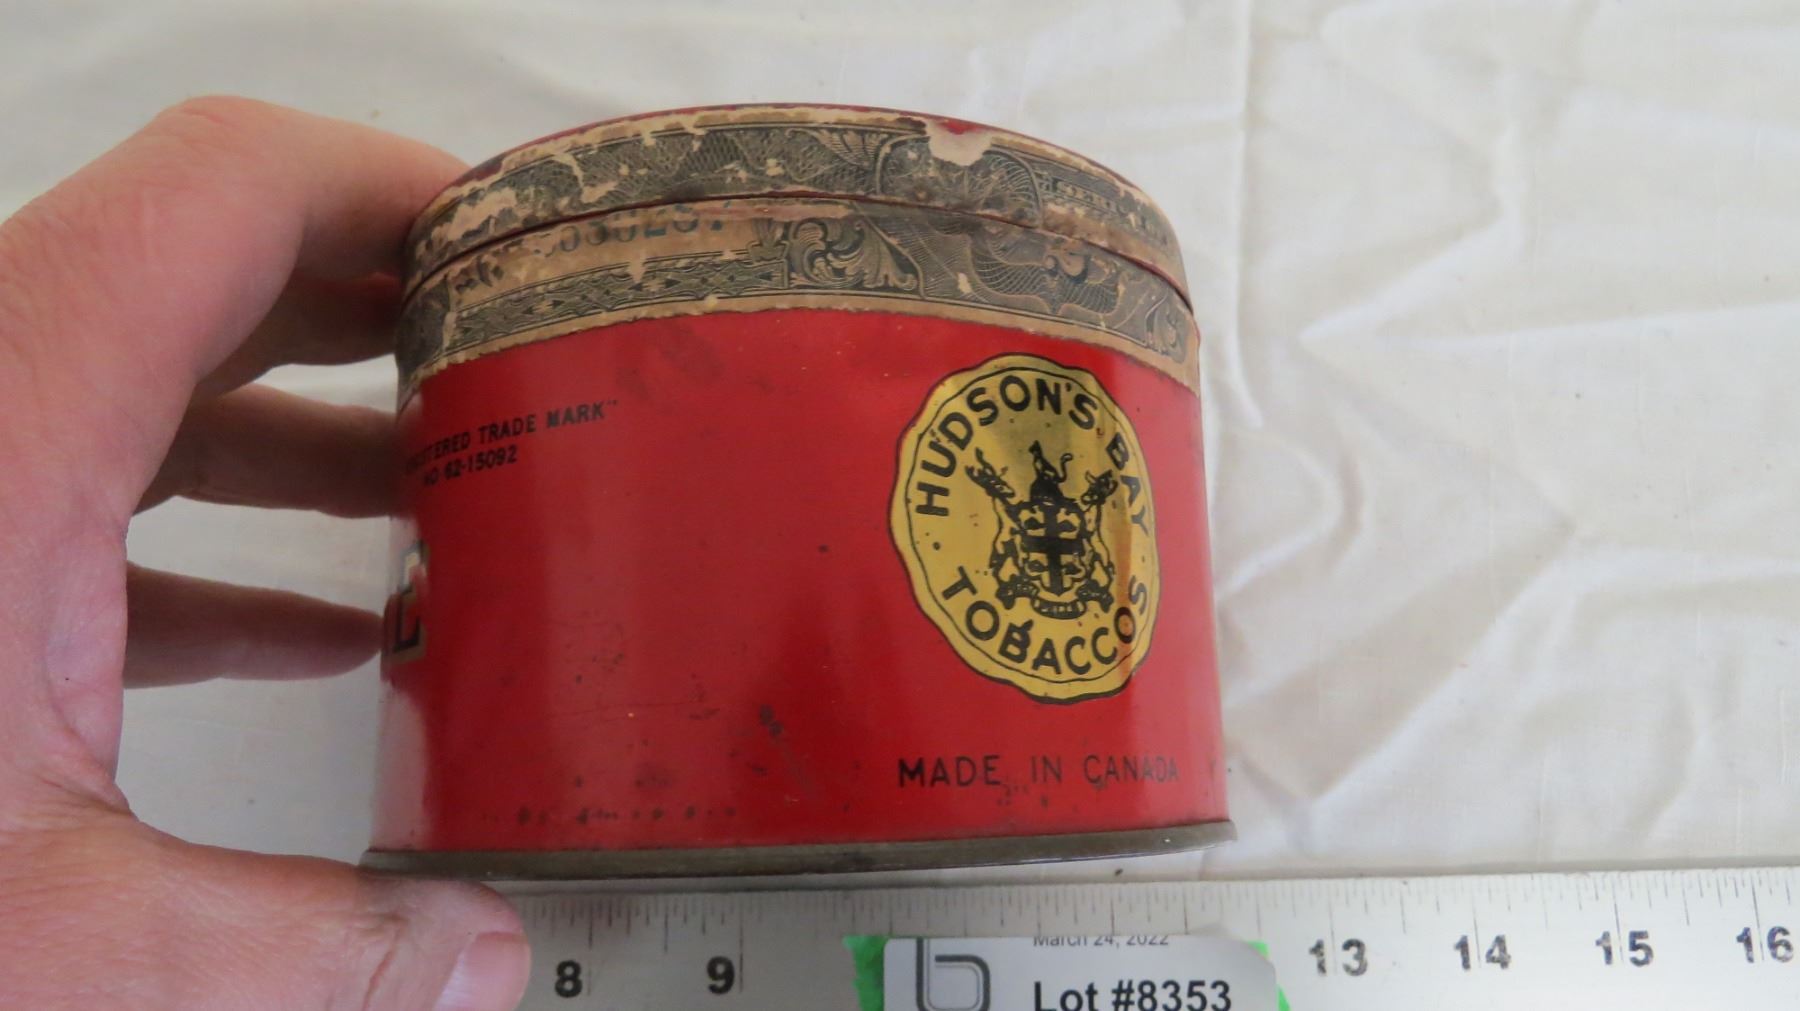 TRADE MARK"
NO 62-15092
E
HUDSON'S BAY
TOBACCOS
MADE IN CANADA
8 9 13 14 15 16
March 24, 2022
Lot #8353